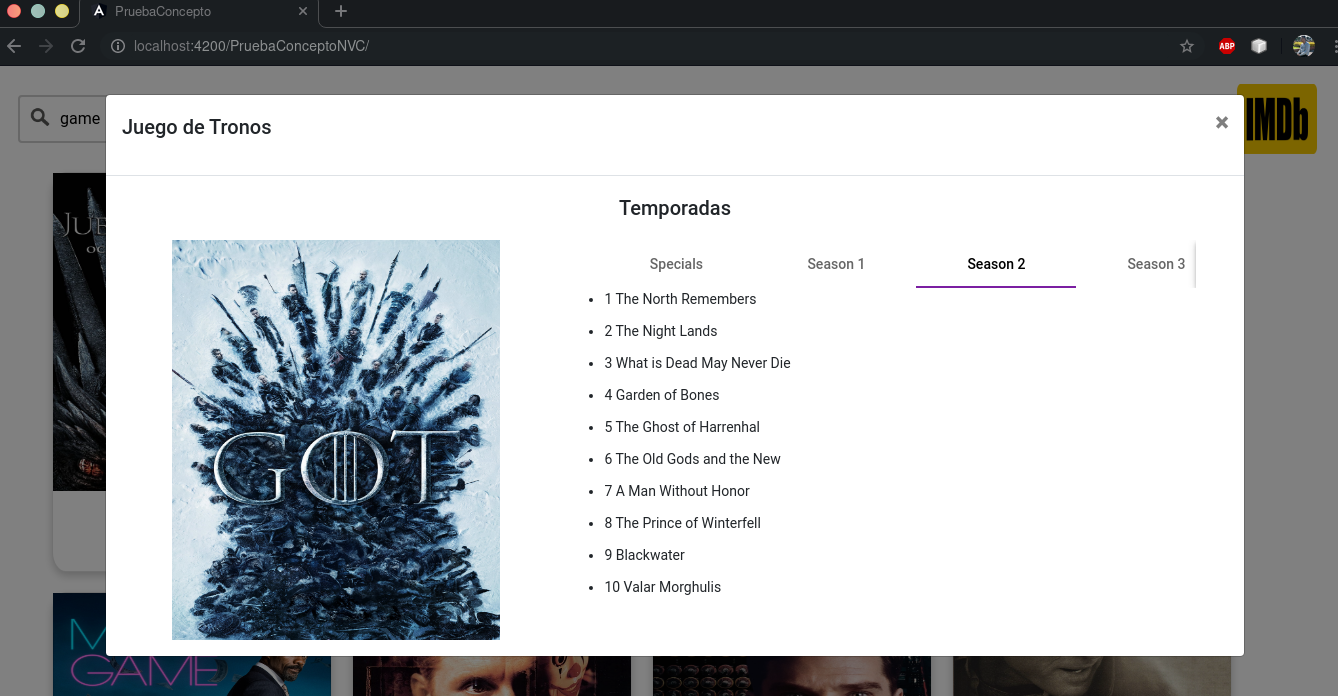 PruebaConcepto
localhost:4200/PruebaConceptoNVC/
ABP
game
IMDb
Juego de Tronos
Temporadas
Specials
Season 1
Season 2
Season 3
GOT
1 The North Remembers
2 The Night Lands
3 What is Dead May Never Die
4 Garden of Bones
5 The Ghost of Harrenhal
6 The Old Gods and the New
7 A Man Without Honor
8 The Prince of Winterfell
9 Blackwater
10 Valar Morghulis
GAME